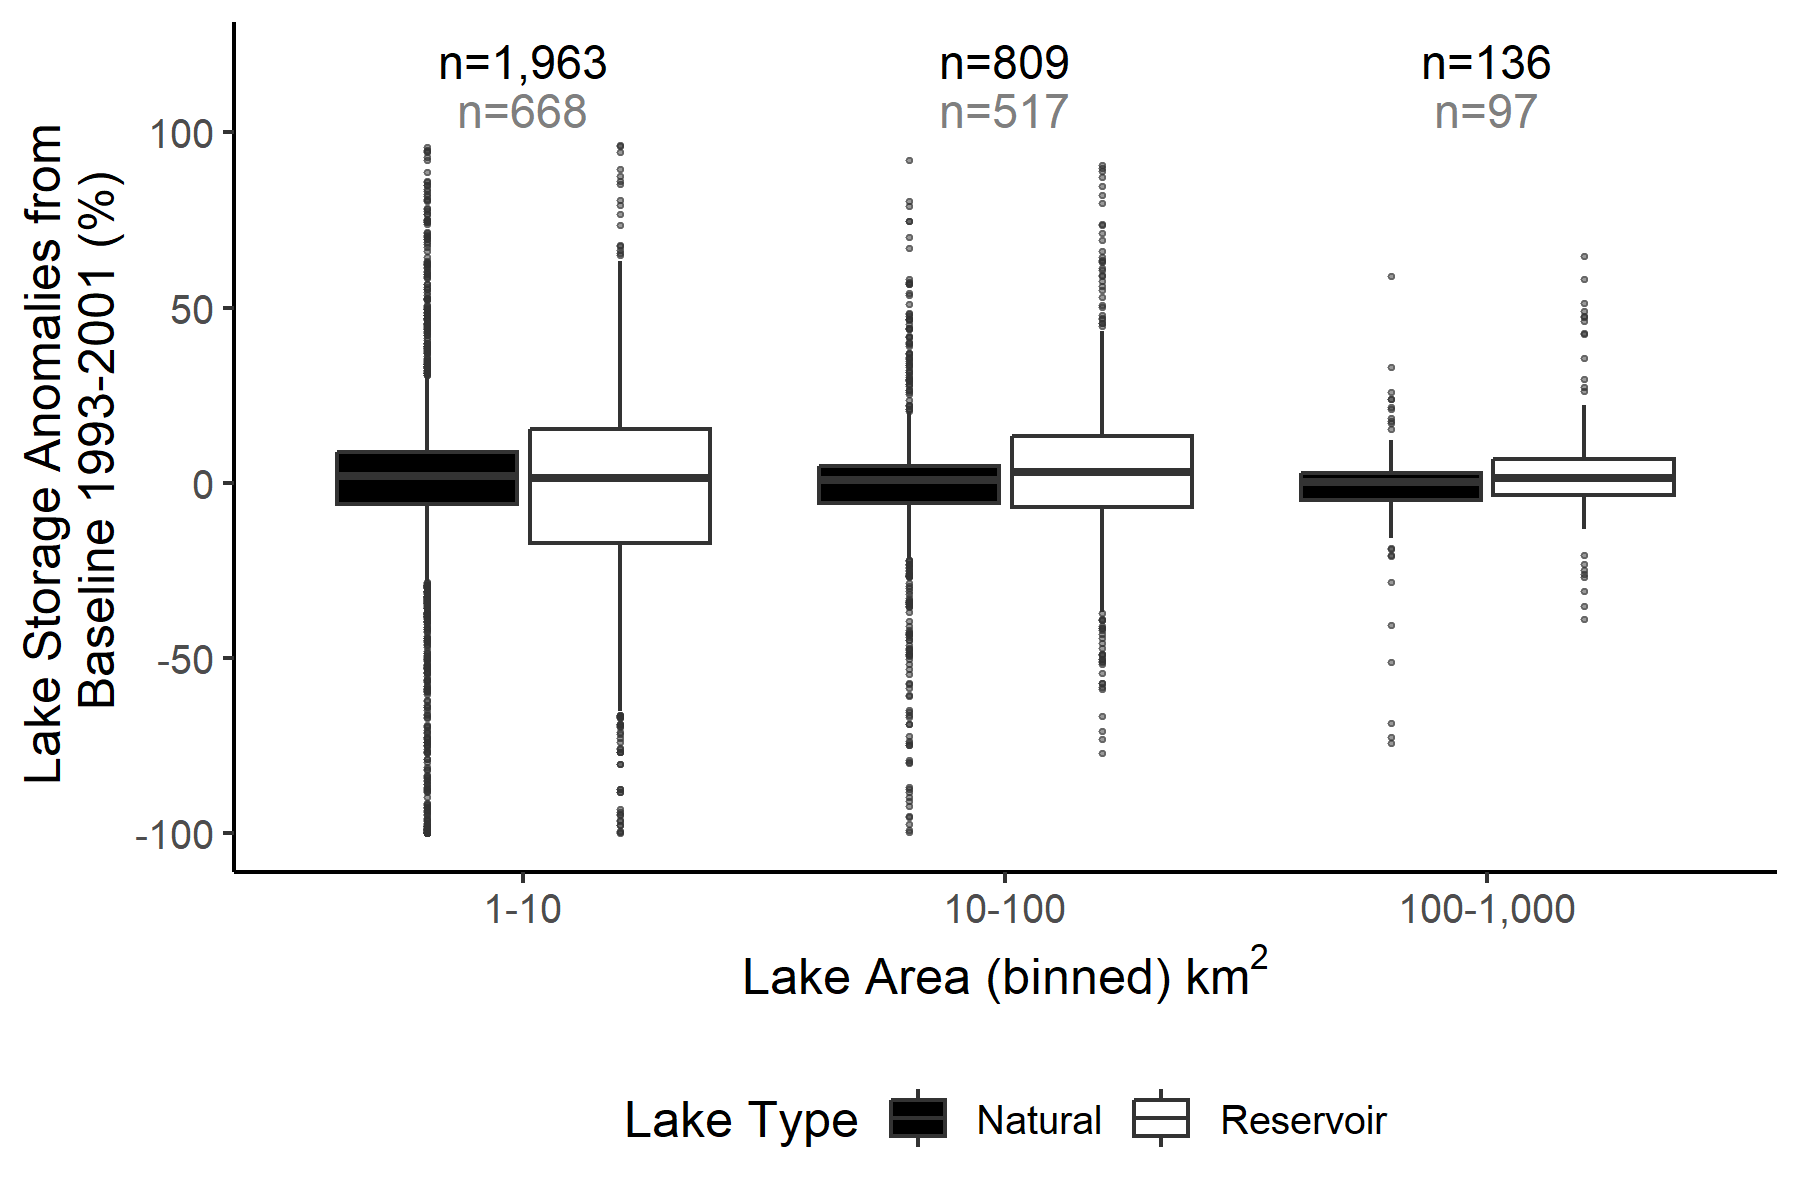 n=1,963
n=668
n=809
n=517
n=136
n=97
Lake Storage Anomalies from
Baseline 1993-2001 (%)
100
50
0
-50
-100
1-10
10-100
100-1,000
Lake Area (binned) km²
Lake Type
Natural
Reservoir